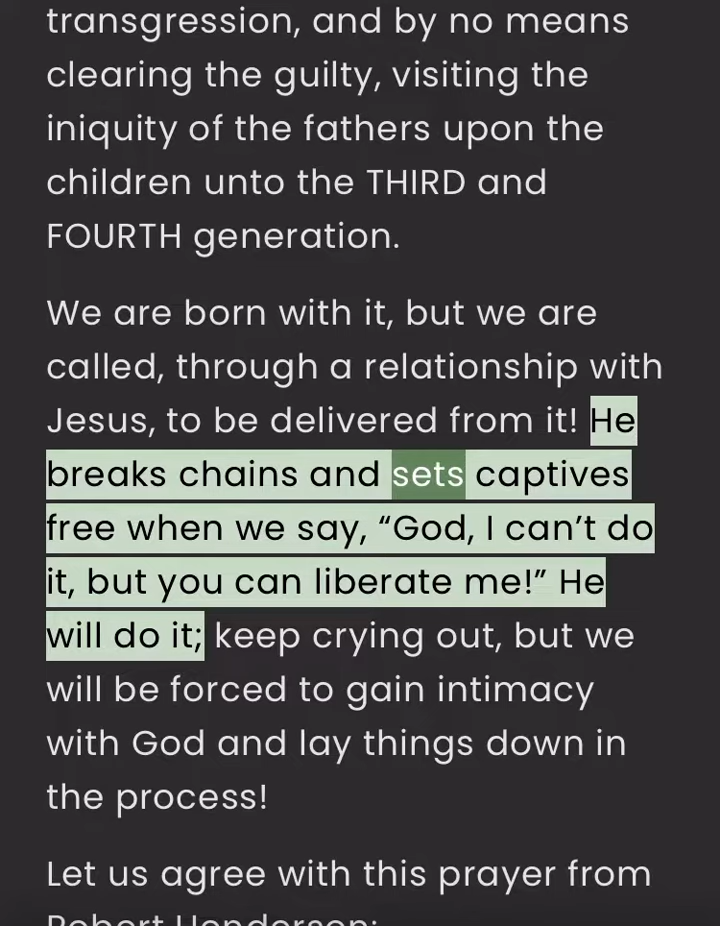 transgression, and by no means
clearing the guilty, visiting the
iniquity of the fathers upon the
children unto the THIRD and
FOURTH generation.
We are born with it, but we are
called, through a relationship with
Jesus, to be delivered from it! He
breaks chains and sets captives
free when we say, “God, I can’t do
it, but you can liberate me!” He
will do it; keep crying out, but we
will be forced to gain intimacy
with God and lay things down in
the process!
Let us agree with this prayer from
Robert Henderson: